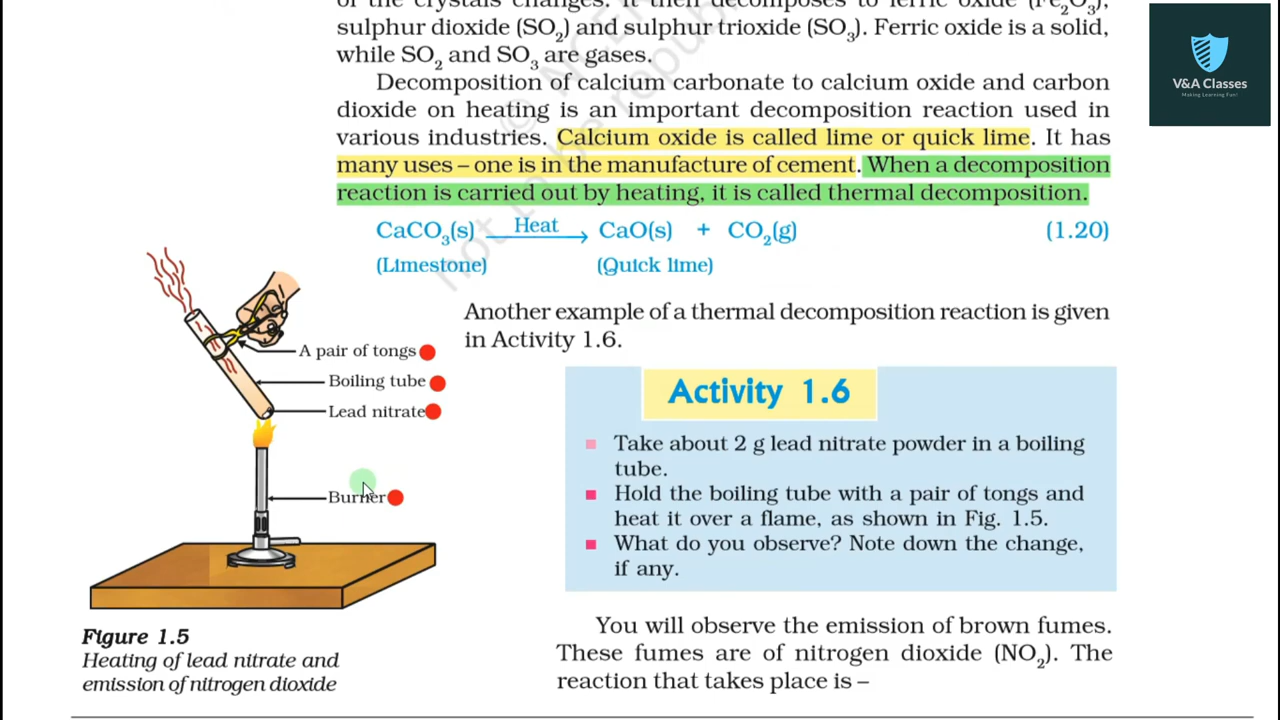 of the crystals changes. It then decomposes to ferric oxide (Fe₂O₃),
sulphur dioxide (SO₂) and sulphur trioxide (SO₃). Ferric oxide is a solid,
while SO₂ and SO₃ are gases.
Decomposition of calcium carbonate to calcium oxide and carbon
dioxide on heating is an important decomposition reaction used in
various industries. Calcium oxide is called lime or quick lime. It has
many uses – one is in the manufacture of cement. When a decomposition
reaction is carried out by heating, it is called thermal decomposition.
CaCO₃(s) Heat → CaO(s) + CO₂(g) (1.20)
(Limestone) (Quick lime)
Another example of a thermal decomposition reaction is given
in Activity 1.6.
A pair of tongs
Boiling tube
Lead nitrate
Burner
Figure 1.5
Heating of lead nitrate and
emission of nitrogen dioxide
Activity 1.6
Take about 2 g lead nitrate powder in a boiling
tube.
Hold the boiling tube with a pair of tongs and
heat it over a flame, as shown in Fig. 1.5.
What do you observe? Note down the change,
if any.
You will observe the emission of brown fumes.
These fumes are of nitrogen dioxide (NO₂). The
reaction that takes place is –
V&A Classes
Making Learning Fun!
© NCER
not to be republ